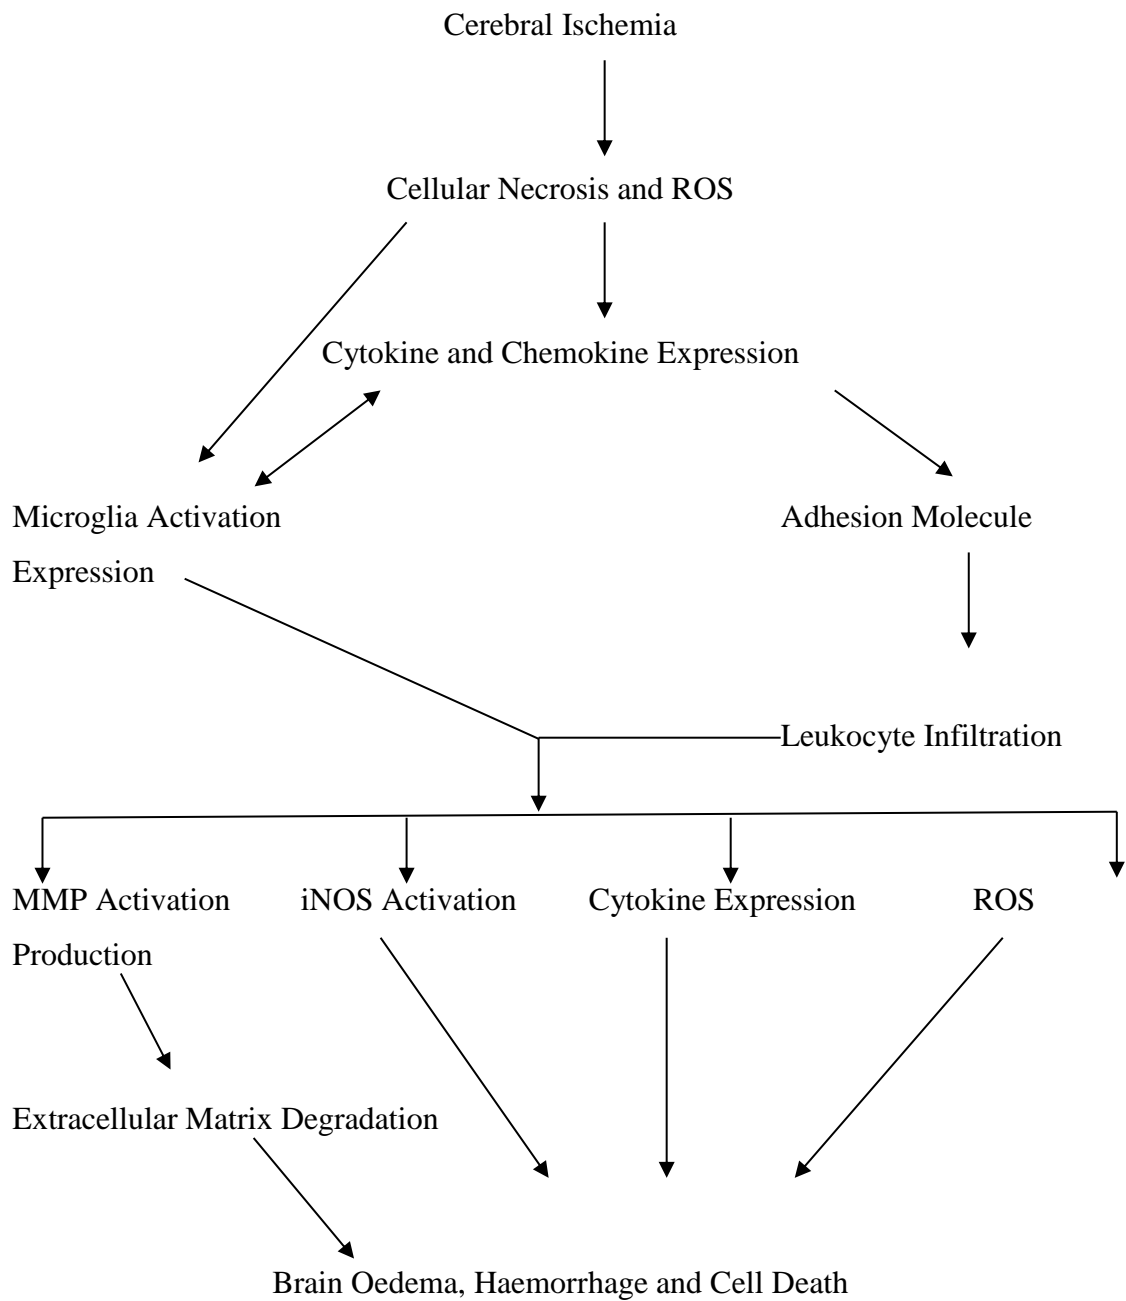 Cerebral Ischemia
Cellular Necrosis and ROS
Cytokine and Chemokine Expression
Microglia Activation Adhesion Molecule
Expression
Leukocyte Infiltration
MMP Activation iNOS Activation Cytokine Expression ROS
Production
Extracellular Matrix Degradation
Brain Oedema, Haemorrhage and Cell Death